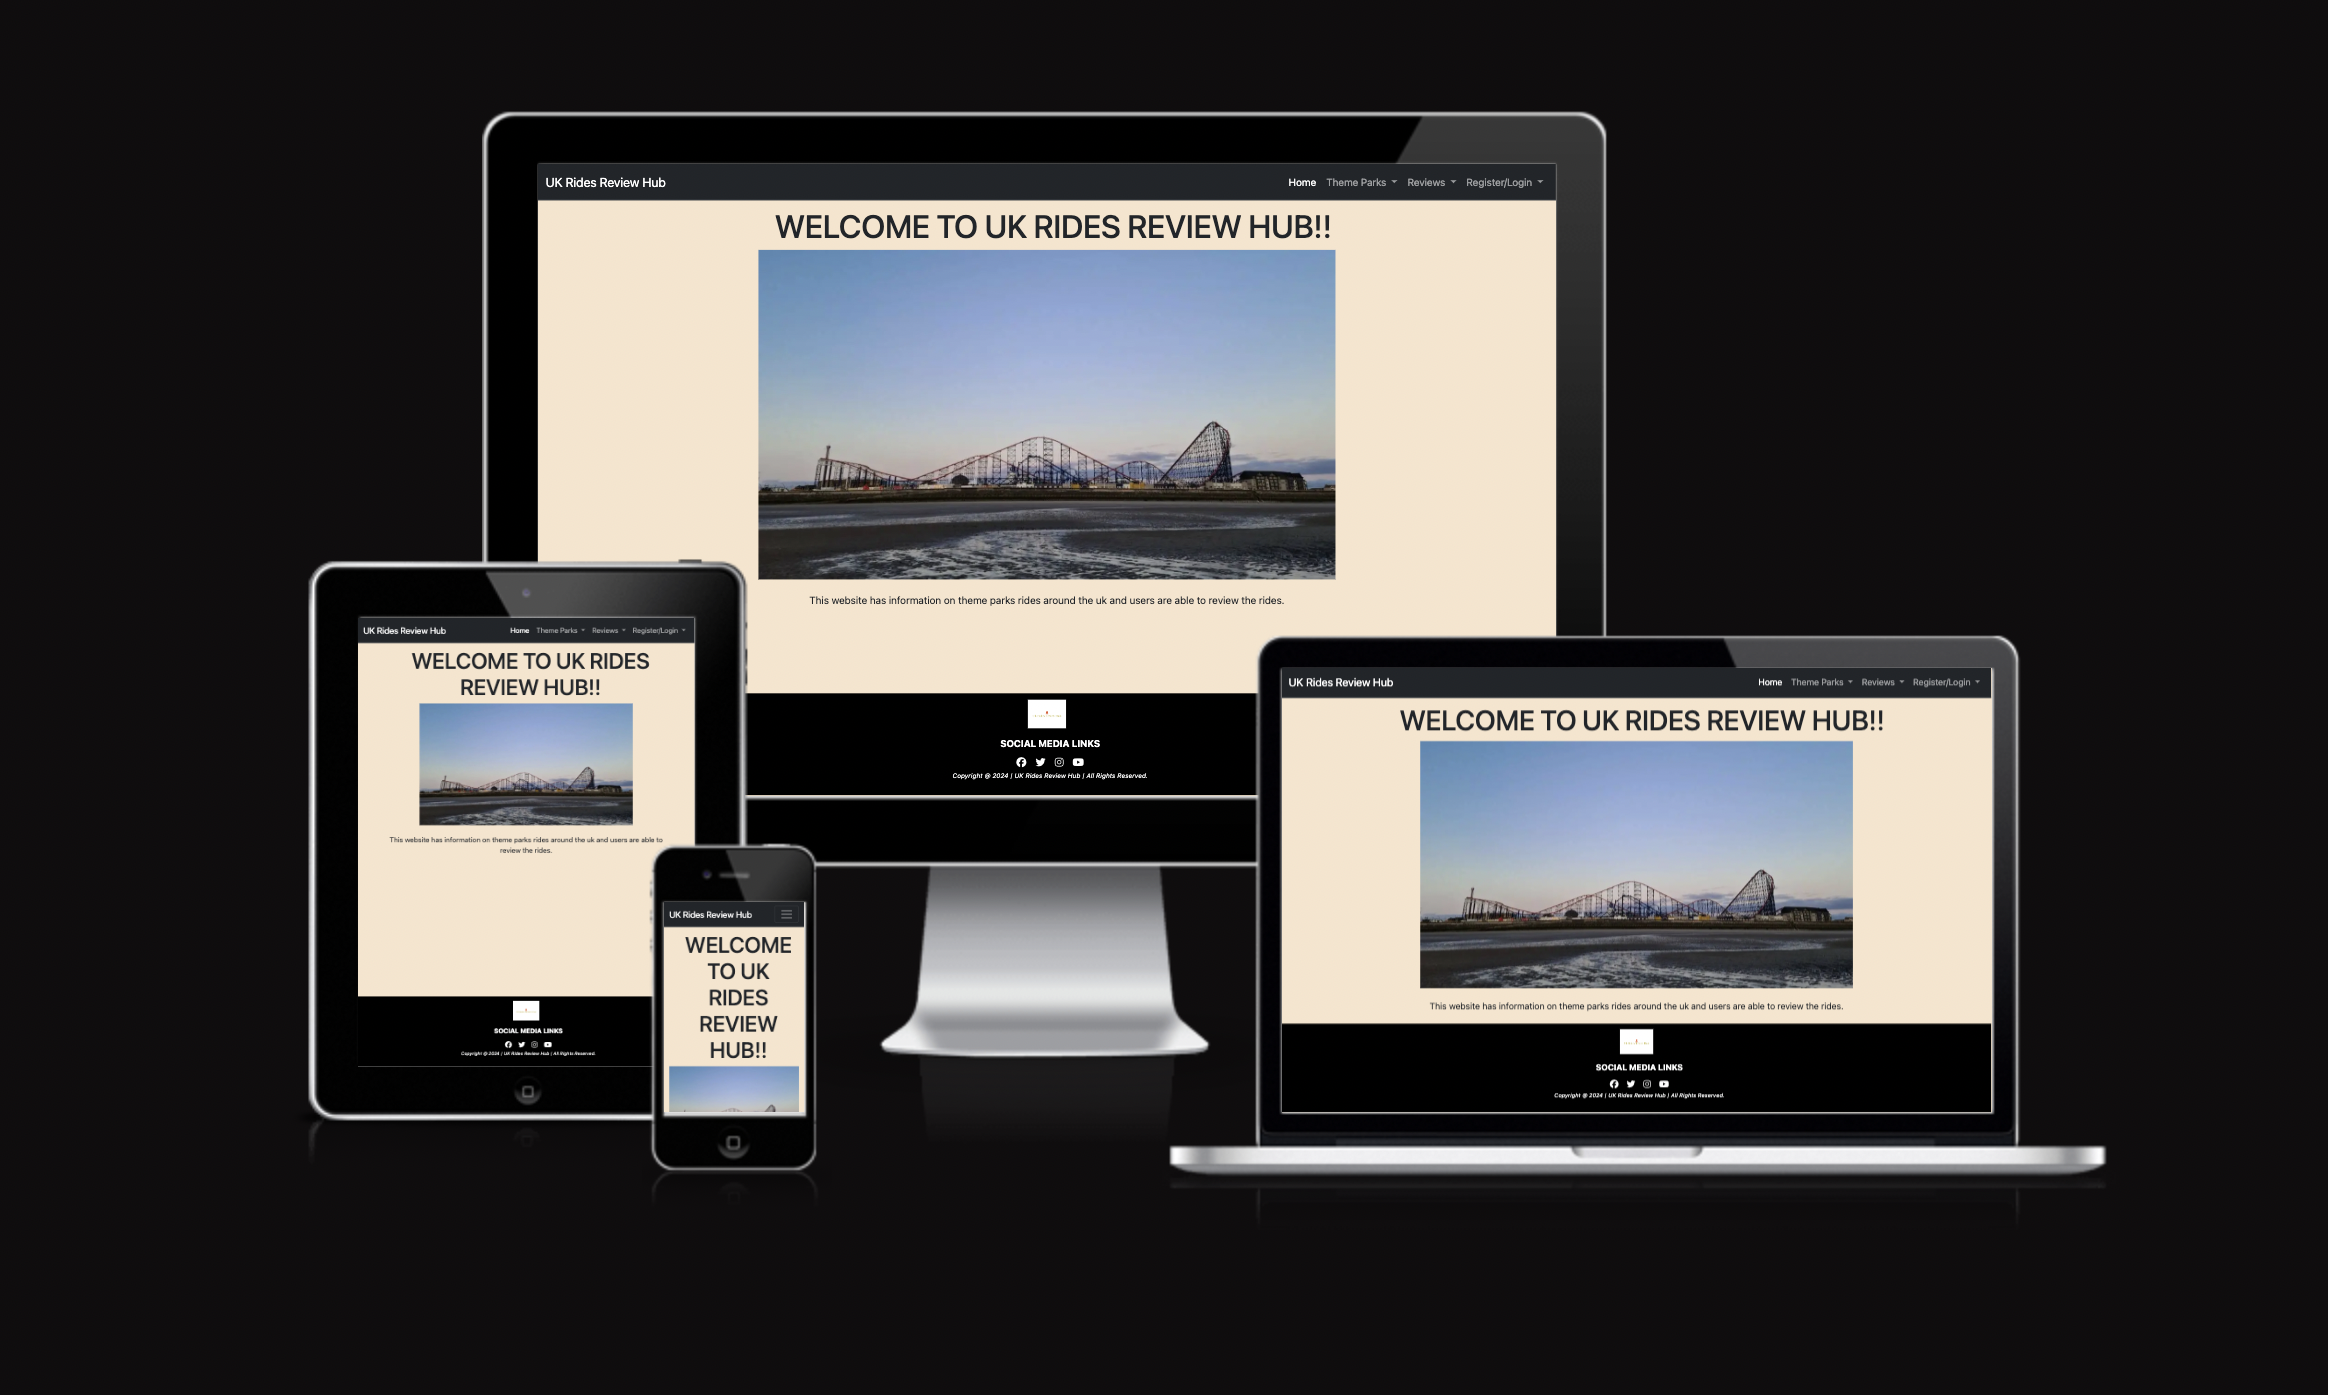 UK Rides Review Hub
Home Theme Parks Reviews Register/Login
WELCOME TO UK RIDES REVIEW HUB!!
This website has information on theme parks rides around the uk and users are able to review the rides.
SOCIAL MEDIA LINKS
Copyright @ 2024 | UK Rides Review Hub | All Rights Reserved.
UK Rides Review Hub
Home Theme Parks Reviews Register/Login
WELCOME TO UK RIDES
REVIEW HUB!!
This website has information on theme parks rides around the uk and users are able to
review the rides.
SOCIAL MEDIA LINKS
Copyright @ 2024 | UK Rides Review Hub | All Rights Reserved.
UK Rides Review Hub
WELCOME
TO UK
RIDES
REVIEW
HUB!!
UK Rides Review Hub
Home Theme Parks Reviews Register/Login
WELCOME TO UK RIDES REVIEW HUB!!
This website has information on theme parks rides around the uk and users are able to review the rides.
SOCIAL MEDIA LINKS
Copyright @ 2024 | UK Rides Review Hub | All Rights Reserved.